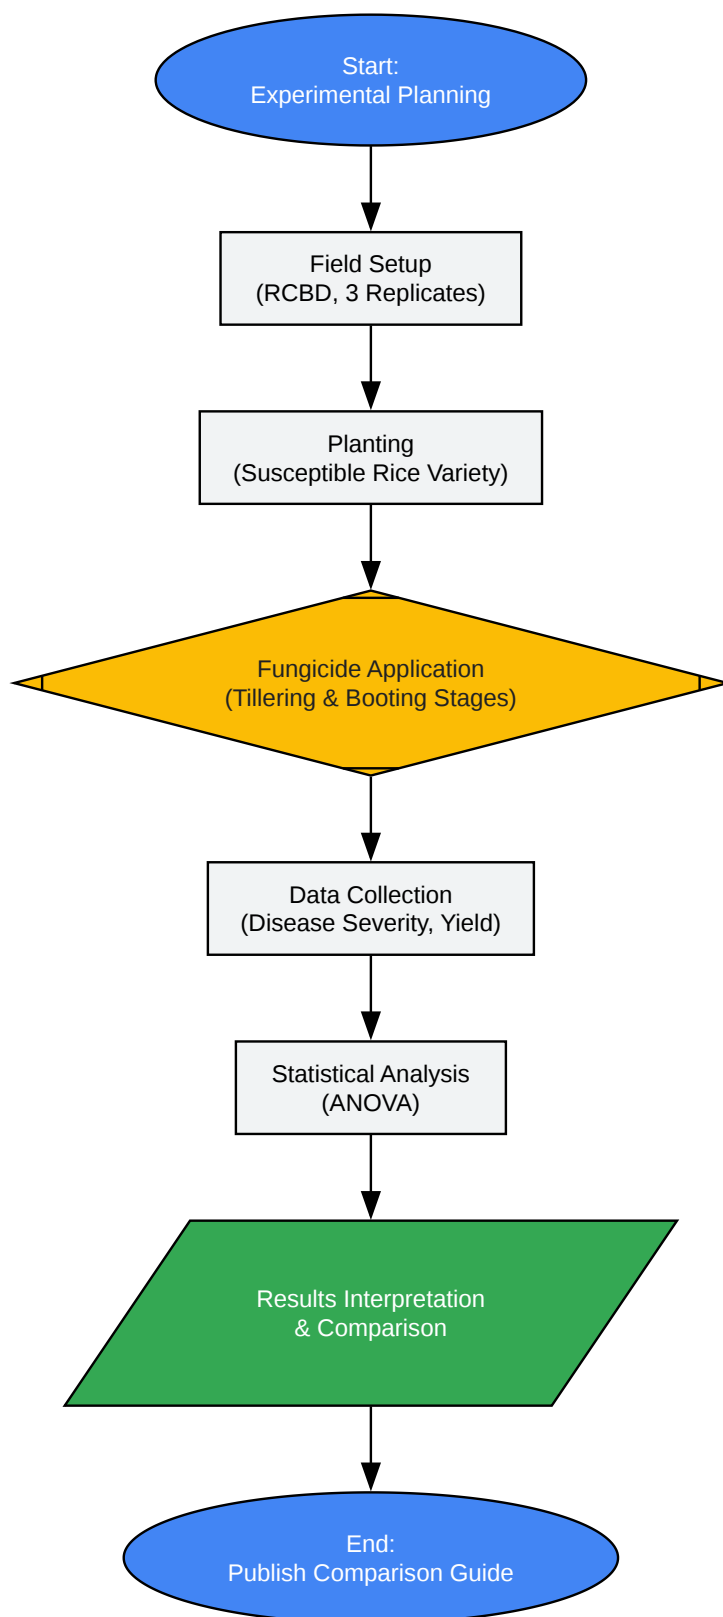 Start:
Experimental Planning
Field Setup
(RCBD, 3 Replicates)
Planting
(Susceptible Rice Variety)
Fungicide Application
(Tillering & Booting Stages)
Data Collection
(Disease Severity, Yield)
Statistical Analysis
(ANOVA)
Results Interpretation
& Comparison
End:
Publish Comparison Guide